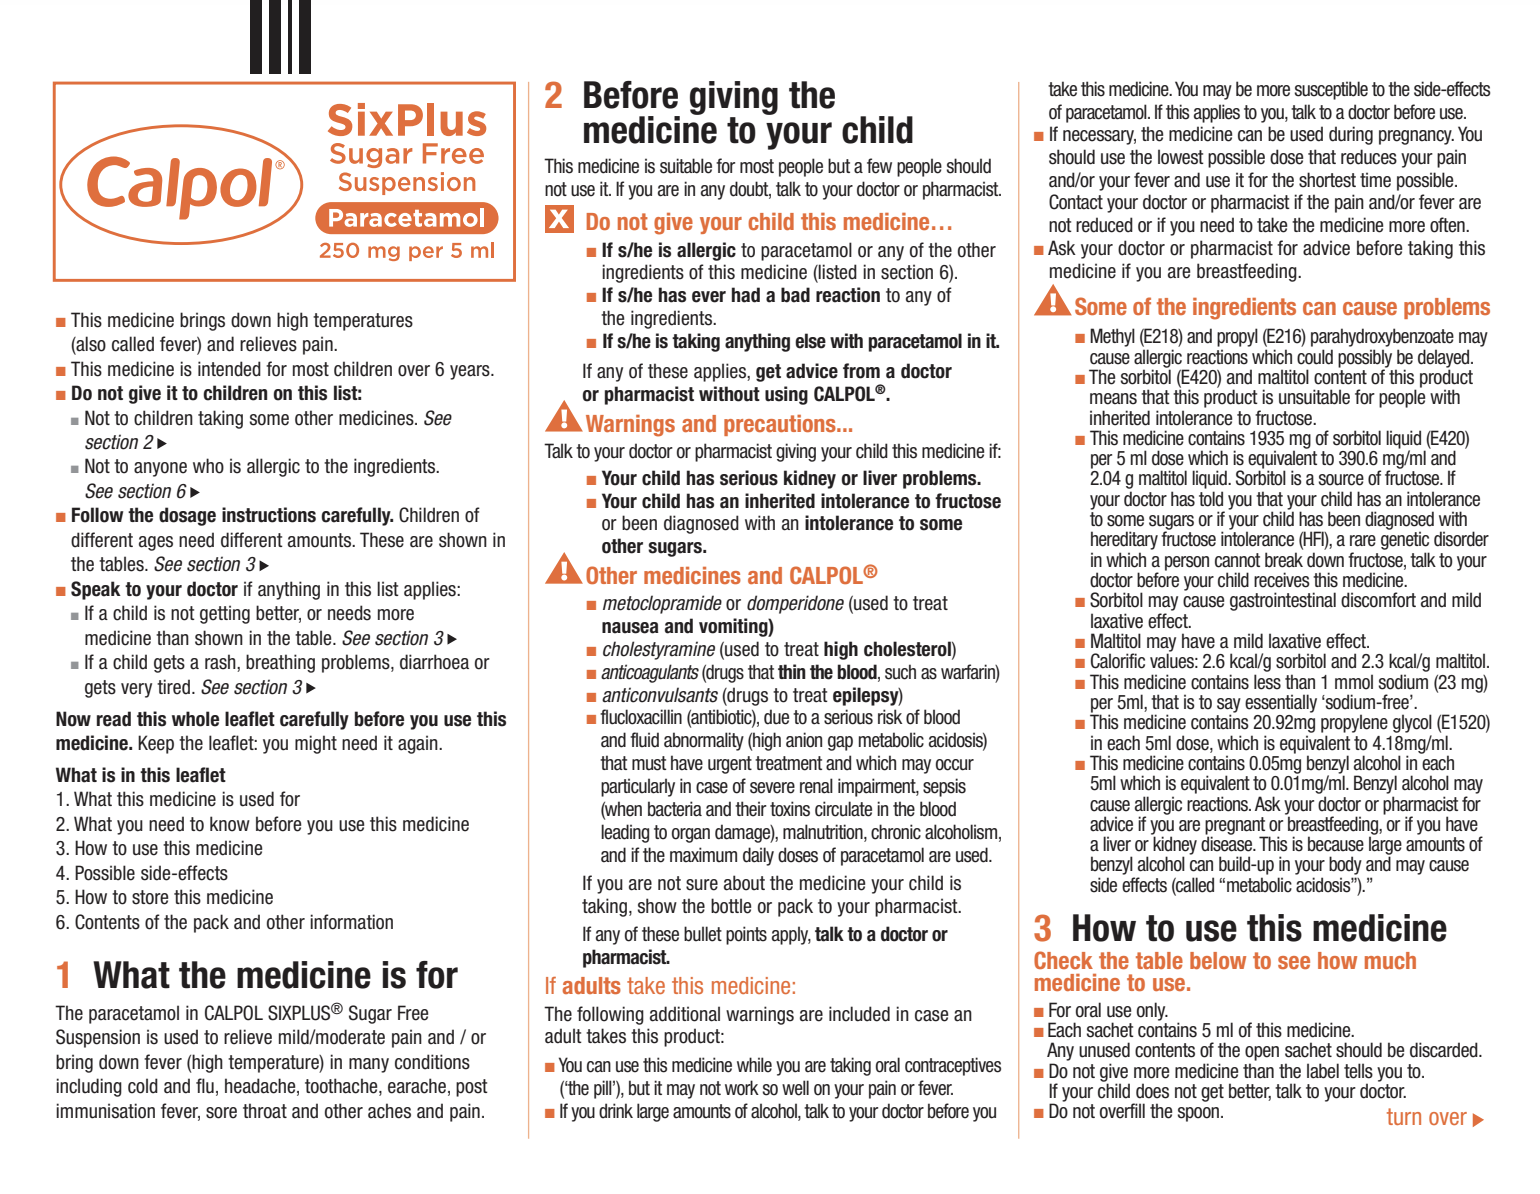 Calpol®
SixPlus
Sugar Free
Suspension
Paracetamol
250 mg per 5 ml
■ This medicine brings down high temperatures
(also called fever) and relieves pain.
■ This medicine is intended for most children over 6 years.
■ Do not give it to children on this list:
■ Not to children taking some other medicines. See
section 2 ▶
■ Not to anyone who is allergic to the ingredients.
See section 6 ▶
■ Follow the dosage instructions carefully. Children of
different ages need different amounts. These are shown in
the tables. See section 3 ▶
■ Speak to your doctor if anything in this list applies:
■ If a child is not getting better, or needs more
medicine than shown in the table. See section 3 ▶
■ If a child gets a rash, breathing problems, diarrhoea or
gets very tired. See section 3 ▶
Now read this whole leaflet carefully before you use this
medicine. Keep the leaflet: you might need it again.
What is in this leaflet
1. What this medicine is used for
2. What you need to know before you use this medicine
3. How to use this medicine
4. Possible side-effects
5. How to store this medicine
6. Contents of the pack and other information
1 What the medicine is for
The paracetamol in CALPOL SIXPLUS® Sugar Free
Suspension is used to relieve mild/moderate pain and / or
bring down fever (high temperature) in many conditions
including cold and flu, headache, toothache, earache, post
immunisation fever, sore throat and other aches and pain.
2 Before giving the
medicine to your child
This medicine is suitable for most people but a few people should
not use it. If you are in any doubt, talk to your doctor or pharmacist.
X Do not give your child this medicine…
■ If s/he is allergic to paracetamol or any of the other
ingredients of this medicine (listed in section 6).
■ If s/he has ever had a bad reaction to any of
the ingredients.
■ If s/he is taking anything else with paracetamol in it.
If any of these applies, get advice from a doctor
or pharmacist without using CALPOL®.
! Warnings and precautions...
Talk to your doctor or pharmacist giving your child this medicine if:
■ Your child has serious kidney or liver problems.
■ Your child has an inherited intolerance to fructose
or been diagnosed with an intolerance to some
other sugars.
! Other medicines and CALPOL®
■ metoclopramide or domperidone (used to treat
nausea and vomiting)
■ cholestyramine (used to treat high cholesterol)
■ anticoagulants (drugs that thin the blood, such as warfarin)
■ anticonvulsants (drugs to treat epilepsy)
■ flucloxacillin (antibiotic), due to a serious risk of blood
and fluid abnormality (high anion gap metabolic acidosis)
that must have urgent treatment and which may occur
particularly in case of severe renal impairment, sepsis
(when bacteria and their toxins circulate in the blood
leading to organ damage), malnutrition, chronic alcoholism,
and if the maximum daily doses of paracetamol are used.
If you are not sure about the medicine your child is
taking, show the bottle or pack to your pharmacist.
If any of these bullet points apply, talk to a doctor or
pharmacist.
If adults take this medicine:
The following additional warnings are included in case an
adult takes this product:
■ You can use this medicine while you are taking oral contraceptives
('the pill'), but it may not work so well on your pain or fever.
■ If you drink large amounts of alcohol, talk to your doctor before you
take this medicine. You may be more susceptible to the side-effects
of paracetamol. If this applies to you, talk to a doctor before use.
■ If necessary, the medicine can be used during pregnancy. You
should use the lowest possible dose that reduces your pain
and/or your fever and use it for the shortest time possible.
Contact your doctor or pharmacist if the pain and/or fever are
not reduced or if you need to take the medicine more often.
■ Ask your doctor or pharmacist for advice before taking this
medicine if you are breastfeeding.
! Some of the ingredients can cause problems
■ Methyl (E218) and propyl (E216) parahydroxybenzoate may
cause allergic reactions which could possibly be delayed.
■ The sorbitol (E420) and maltitol content of this product
means that this product is unsuitable for people with
inherited intolerance to fructose.
■ This medicine contains 1935 mg of sorbitol liquid (E420)
per 5 ml dose which is equivalent to 390.6 mg/ml and
2.04 g maltitol liquid. Sorbitol is a source of fructose. If
your doctor has told you that your child has an intolerance
to some sugars or if your child has been diagnosed with
hereditary fructose intolerance (HFI), a rare genetic disorder
in which a person cannot break down fructose, talk to your
doctor before your child receives this medicine.
■ Sorbitol may cause gastrointestinal discomfort and mild
laxative effect.
■ Maltitol may have a mild laxative effect.
■ Calorific values: 2.6 kcal/g sorbitol and 2.3 kcal/g maltitol.
■ This medicine contains less than 1 mmol sodium (23 mg)
per 5ml, that is to say essentially 'sodium-free'.
■ This medicine contains 20.92mg propylene glycol (E1520)
in each 5ml dose, which is equivalent to 4.18mg/ml.
■ This medicine contains 0.05mg benzyl alcohol in each
5ml which is equivalent to 0.01mg/ml. Benzyl alcohol may
cause allergic reactions. Ask your doctor or pharmacist for
advice if you are pregnant or breastfeeding, or if you have
a liver or kidney disease. This is because large amounts of
benzyl alcohol can build-up in your body and may cause
side effects (called “metabolic acidosis”).”
3 How to use this medicine
Check the table below to see how much
medicine to use.
■ For oral use only.
■ Each sachet contains 5 ml of this medicine.
Any unused contents of the open sachet should be discarded.
■ Do not give more medicine than the label tells you to.
If your child does not get better, talk to your doctor.
■ Do not overfill the spoon.
turn over ▶